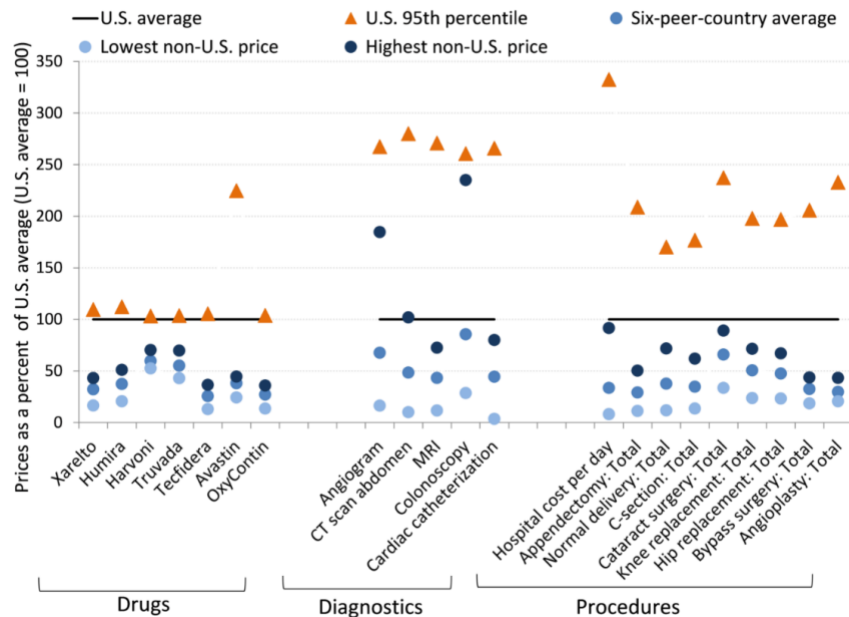 U.S. average
U.S. 95th percentile
Six-peer-country average
Lowest non-U.S. price
Highest non-U.S. price
Prices as a percent of U.S. average (U.S. average = 100)
350
300
250
200
150
100
50
0
Xarelto
Humira
Harvoni
Truvada
Tecfidera
Avastin
OxyContin
Angiogram
CT scan abdomen
MRI
Colonoscopy
Cardiac catheterization
Hospital cost per day
Appendectomy: Total
Normal delivery: Total
C-section: Total
Cataract surgery: Total
Knee replacement: Total
Hip replacement: Total
Bypass surgery: Total
Angioplasty: Total
Drugs
Diagnostics
Procedures